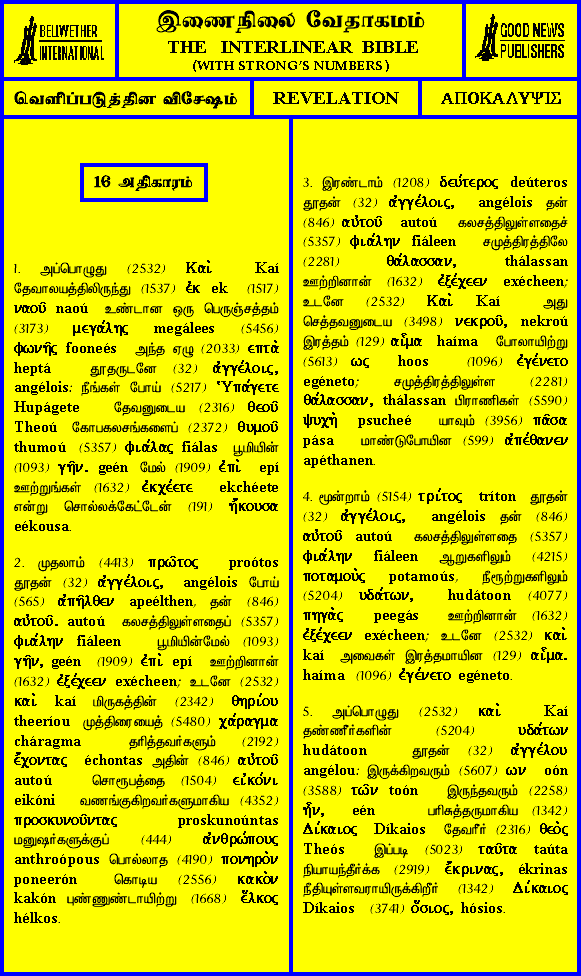 BELLWETHER
INTERNATIONAL
இணைநிலை வேதாகமம்
THE INTERLINEAR BIBLE
(WITH STRONG'S NUMBERS)
GOOD NEWS
PUBLISHERS
வெளிப்படுத்தின விசேஷம்
REVELATION
ΑΠΟΚΑΛΥΨΙΣ
16 அதிகாரம்
1. அப்பொழுது (2532) Καὶ Kaí
தேவாலயத்திலிருந்து (1537) ἐκ ek (1517)
ναοῦ naoú உண்டான ஒரு பெருஞ்சத்தம்
(3173) μεγάλης megálees (5456)
φωνῆς fooneés அந்த ஏழு (2033) επτὰ
heptá தூதருடனே (32) ἀγγέλοις,
angélois: நீங்கள் போய் (5217) Ὑπάγετε
Hupágete தேவனுடைய (2316) θεοῦ
Theoú கோபகலசங்களைப் (2372) θυμοῦ
thumoú (5357) φιάλας fiálas பூமியின்
(1093) γῆν. geén மேல் (1909) ἐπὶ epí
ஊற்றுங்கள் (1632) ἐκχέετε ekchéete
என்று சொல்லக்கேட்டேன் (191) ἤκουσα
eékousa.
2. முதலாம் (4413) πρῶτος proótos
தூதன் (32) ἀγγέλοις, angélois போய்
(565) ἀπῆλθεν apeélthen, தன் (846)
αὐτοῦ. autoú கலசத்திலுள்ளதைப் (5357)
φιάλην fiáleen பூமியின்மேல் (1093)
γῆν, geén (1909) ἐπὶ epí ஊற்றினான்
(1632) ἐξέχεεν exécheen; உடனே (2532)
καὶ kaí மிருகத்தின் (2342) θηρίου
theeríou முத்திரையைத் (5480) χάραγμα
cháragma தரித்தவர்களும் (2192)
ἔχοντας échontas அதின் (846) αὐτοῦ
autoú சொரூபத்தை (1504) εἰκόνι
eikóni வணங்குகிறவர்களுமாகிய (4352)
προσκυνοῦντας proskunoúntas
மனுஷர்களுக்குப் (444) ἀνθρώπους
anthroópous பொல்லாத (4190) πονηρὸν
poneerón கொடிய (2556) κακὸν
kakón புண்ணுண்டாயிற்று (1668) ἕλκος
hélkos.
3. இரண்டாம் (1208) δεύτερος deúteros
தூதன் (32) ἀγγέλοις, angélois தன்
(846) αὐτοῦ autoú கலசத்திலுள்ளதைச்
(5357) φιάλην fiáleen சமுத்திரத்திலே
(2281) θάλασσαν, thálassan
ஊற்றினான் (1632) ἐξέχεεν exécheen;
உடனே (2532) Καὶ Kaí அது
செத்தவனுடைய (3498) νεκροῦ, nekroú
இரத்தம் (129) αἷμα haíma போலாயிற்று
(5613) ως hoos (1096) ἐγένετο
egéneto; சமுத்திரத்திலுள்ள (2281)
θάλασσαν, thálassan பிராணிகள் (5590)
ψυχὴ psucheé யாவும் (3956) πᾶσα
pása மாண்டுபோயின (599) ἀπέθανεν
apéthanen.
4. மூன்றாம் (5154) τρίτος tríton தூதன்
(32) ἀγγέλοις, angélois தன் (846)
αὐτοῦ autoú கலசத்திலுள்ளதை (5357)
φιάλην fiáleen ஆறுகளிலும் (4215)
ποταμοὺς potamoús, நீரூற்றுகளிலும்
(5204) υδάτων, hudátoon (4077)
πηγὰς peegás ஊற்றினான் (1632)
ἐξέχεεν exécheen; உடனே (2532) καὶ
kaí அவைகள் இரத்தமாயின (129) αἷμα.
haíma (1096) ἐγένετο egéneto.
5. அப்பொழுது (2532) καὶ Kaí
தண்ணீர்களின் (5204) υδάτων
hudátoon தூதன் (32) ἀγγέλου
angélou: இருக்கிறவரும் (5607) ων oón
(3588) τῶν toón இருந்தவரும் (2258)
ἦν, eén பரிசுத்தருமாகிய (1342)
Δίκαιος Díkaios தேவரீர் (2316) θεὸς
Theós இப்படி (5023) ταῦτα taúta
நியாயந்தீர்க்க (2919) ἔκρινας, ékrinas
நீதியுள்ளவராயிருக்கிறீர் (1342) Δίκαιος
Díkaios (3741) ὅσιος, hósios.